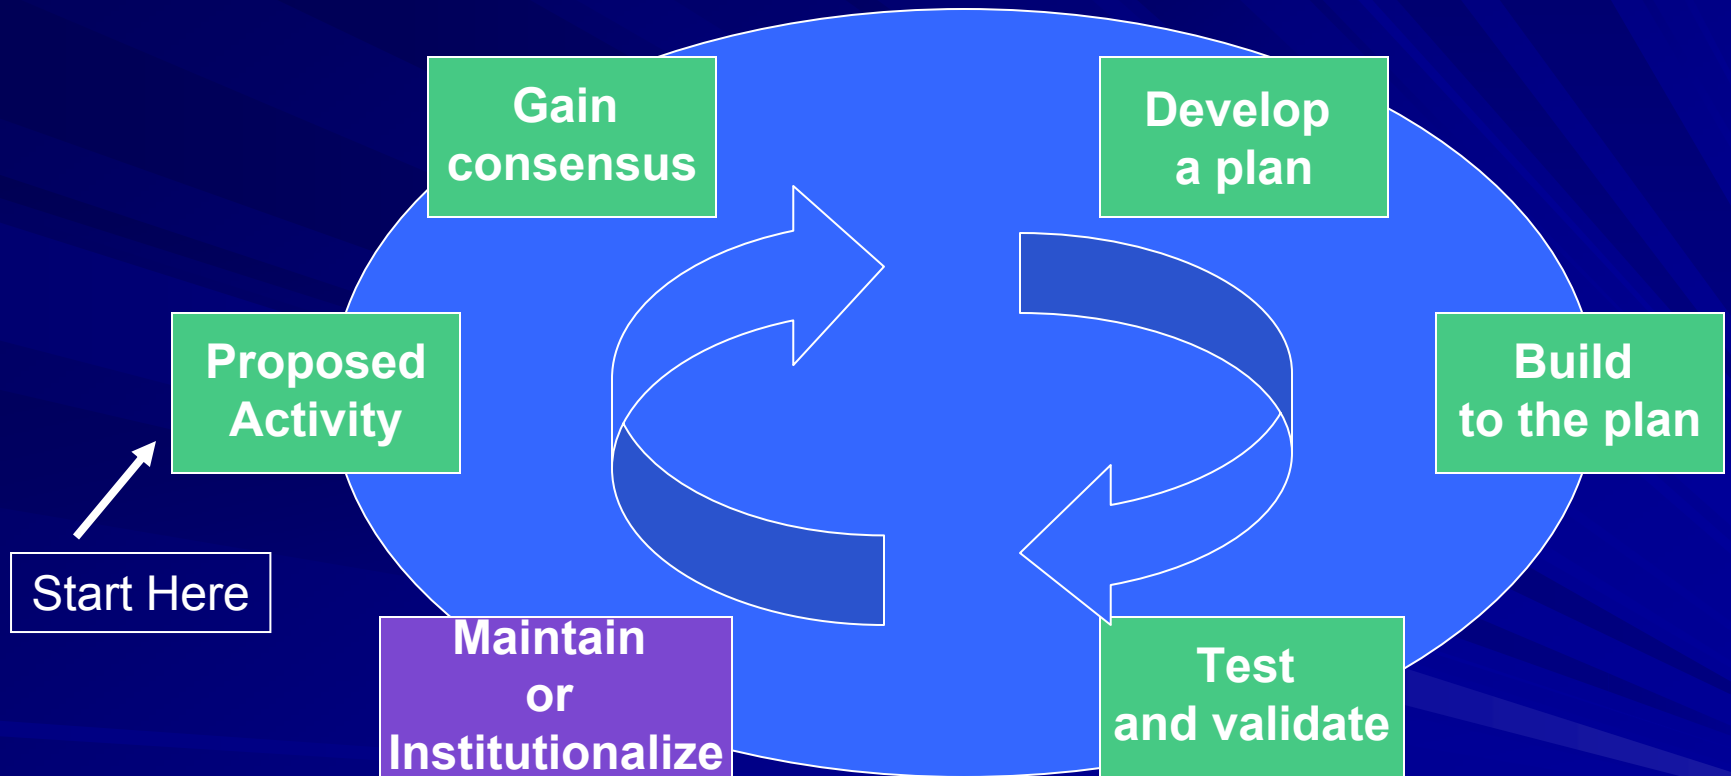 Gain
consensus
Develop
a plan
Proposed
Activity
Build
to the plan
Start Here
Maintain
or
Institutionalize
Test
and validate